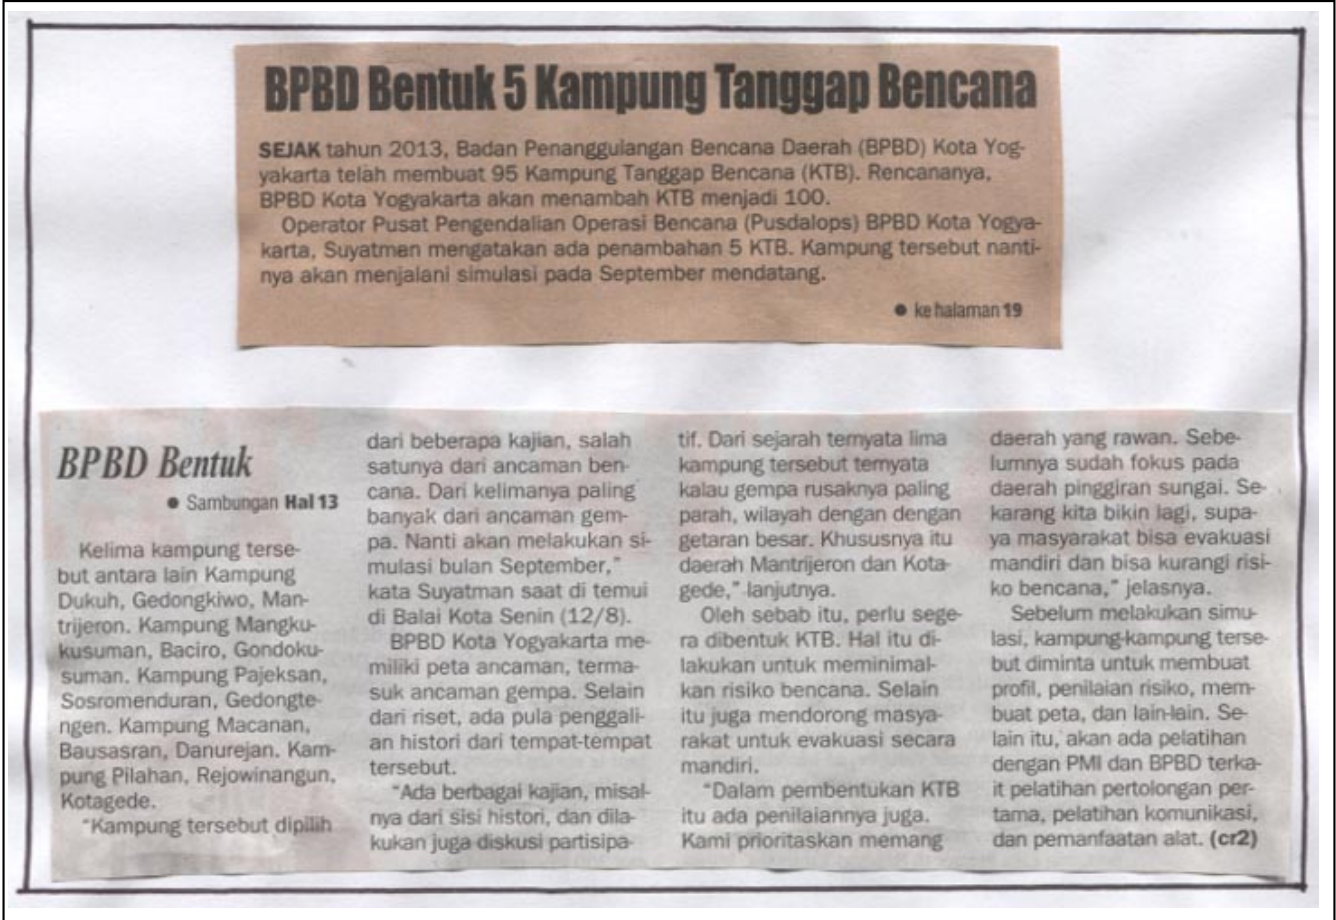 BPBD Bentuk 5 Kampung Tanggap Bencana
SEJAK tahun 2013, Badan Penanggulangan Bencana Daerah (BPBD) Kota Yog-
yakarta telah membuat 95 Kampung Tanggap Bencana (KTB). Rencananya,
BPBD Kota Yogyakarta akan menambah KTB menjadi 100.
Operator Pusat Pengendalian Operasi Bencana (Pusdalops) BPBD Kota Yogya-
karta, Suyatmen mengatakan ada penambahan 5 KTB. Kampung tersebut nanti-
nya akan menjalani simulasi pada September mendatang.
● ke halaman 19
BPBD Bentuk
● Sambungan Hal 13
Kelima kampung terse-
but antara lain Kampung
Dukuh, Gedongkiwo, Man-
trijeron. Kampung Mangku-
kusuman, Baciro, Gondoku-
suman. Kampung Pajeksan,
Sosromenduran, Gedongte-
ngen. Kampung Macanan,
Bausasran, Danurejan. Kam-
pung Pilahan, Rejowinangun,
Kotagede.
"Kampung tersebut dipilih
dari beberapa kajian, salah
satunya dari ancaman ben-
cana. Dari kelimanya paling
banyak dari ancaman gem-
pa. Nanti akan melakukan si-
mulasi bulan September,"
kata Suyatman saat di temui
di Balai Kota Senin (12/8).
BPBD Kota Yogyakarta me-
miliki peta ancaman, terma-
suk ancaman gempa. Selain
dari riset, ada pula penggali-
an histori dari tempat-tempat
tersebut.
"Ada berbagai kajian, misal-
nya dari sisi histori, dan dila-
kukan juga diskusi partisipa-
tif. Dari sejarah ternyata lima
kampung tersebut ternyata
kalau gempa rusaknya paling
parah, wilayah dengan dengan
getaran besar. Khususnya itu
daerah Mantrijeron dan Kota-
gede," lanjutnya.
Oleh sebab itu, perlu sege-
ra dibentuk KTB. Hal itu di-
lakukan untuk meminimal-
kan risiko bencana. Selain
itu juga mendorong masya-
rakat untuk evakuasi secara
mandiri.
"Dalam pembentukan KTB
itu ada penilaiannya juga.
Kami prioritaskan memang
daerah yang rawan. Sebe-
lumnya sudah fokus pada
daerah pinggiran sungai. Se-
karang kita bikin lagi, supa-
ya masyarakat bisa evakuasi
mandiri dan bisa kurangi risi-
ko bencana," jelasnya.
Sebelum melakukan simu-
lasi, kampung-kampung terse-
but diminta untuk membuat
profil, penilaian risiko, mem-
buat peta, dan lain-lain. Se-
lain itu, akan ada pelatihan
dengan PMI dan BPBD terka-
it pelatihan pertolongan per-
tama, pelatihan komunikasi,
dan pemanfaatan alat. (cr2)